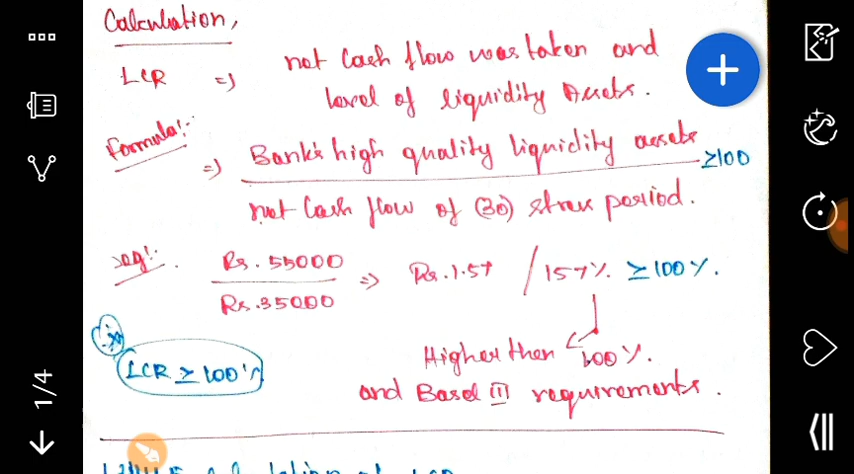 Calculation,
LCR => net cash flow was taken and
level of liquidity Assets.
Formula:-
=> Bank's high quality liquidity assets ≥100
net cash flow of (30) stress period.
eg:- Rs. 55000 => Rs. 1.57 / 157% ≥100%.
Rs. 35000
Higher then 100%.
LCR ≥ 100%
and Basel III requirements.
1/4